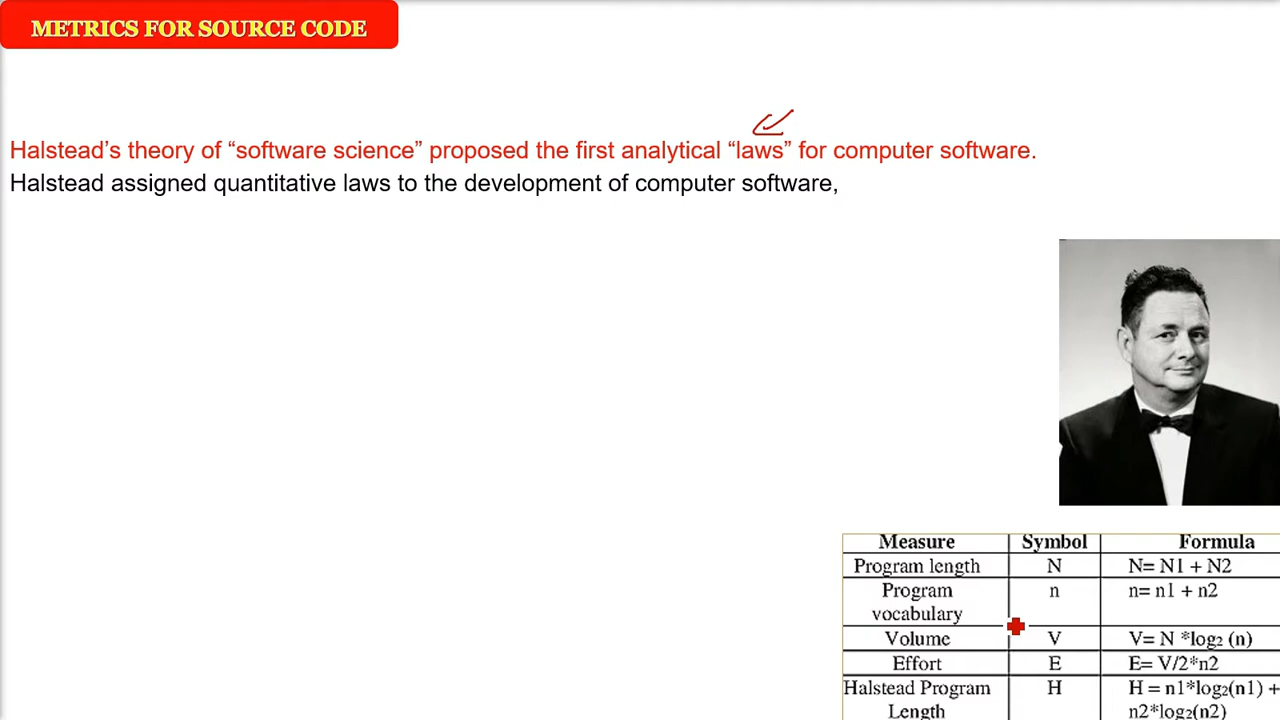 METRICS FOR SOURCE CODE
Halstead’s theory of “software science” proposed the first analytical “laws” for computer software.
Halstead assigned quantitative laws to the development of computer software,
Measure Symbol Formula
Program length N N= N1 + N2
Program n n= n1 + n2
vocabulary
Volume V V= N *log₂ (n)
Effort E E= V/2*n2
Halstead Program H H = n1*log₂(n1) +
Length n2*log₂(n2)